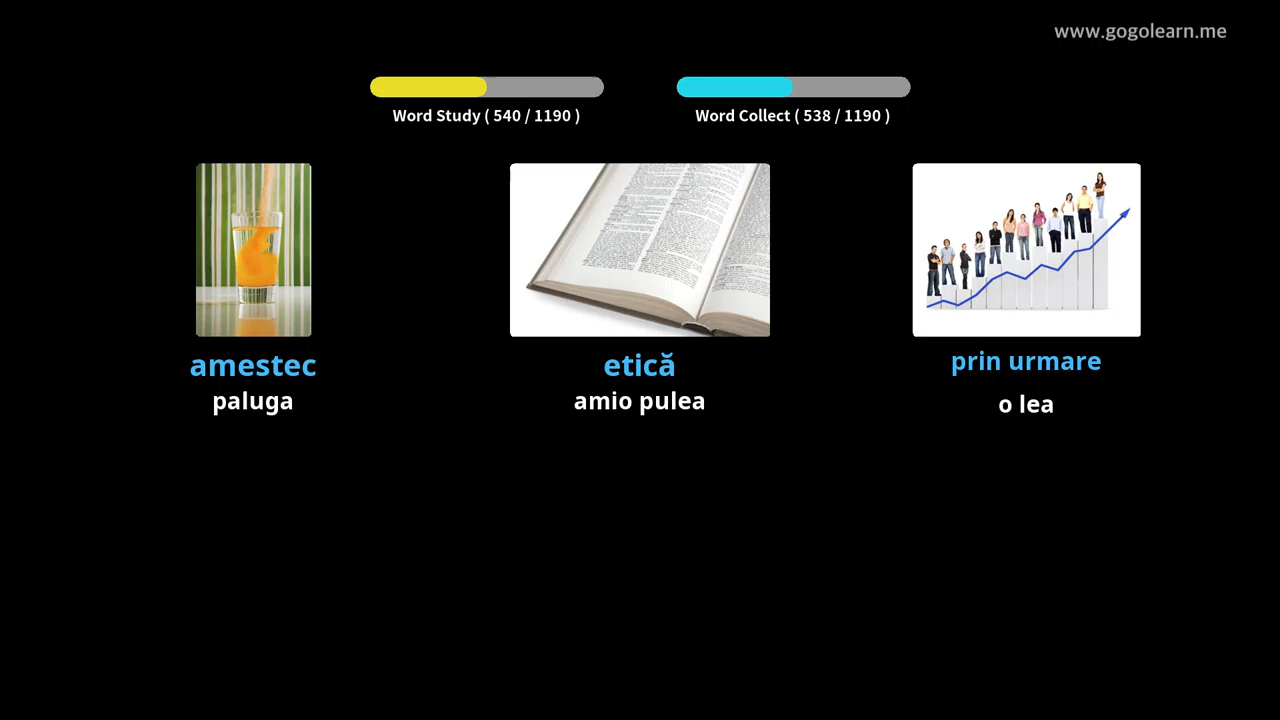 www.gogolearn.me
Word Study ( 540 / 1190 )
Word Collect ( 538 / 1190 )
amestec
etică
prin urmare
paluga
amio pulea
o lea